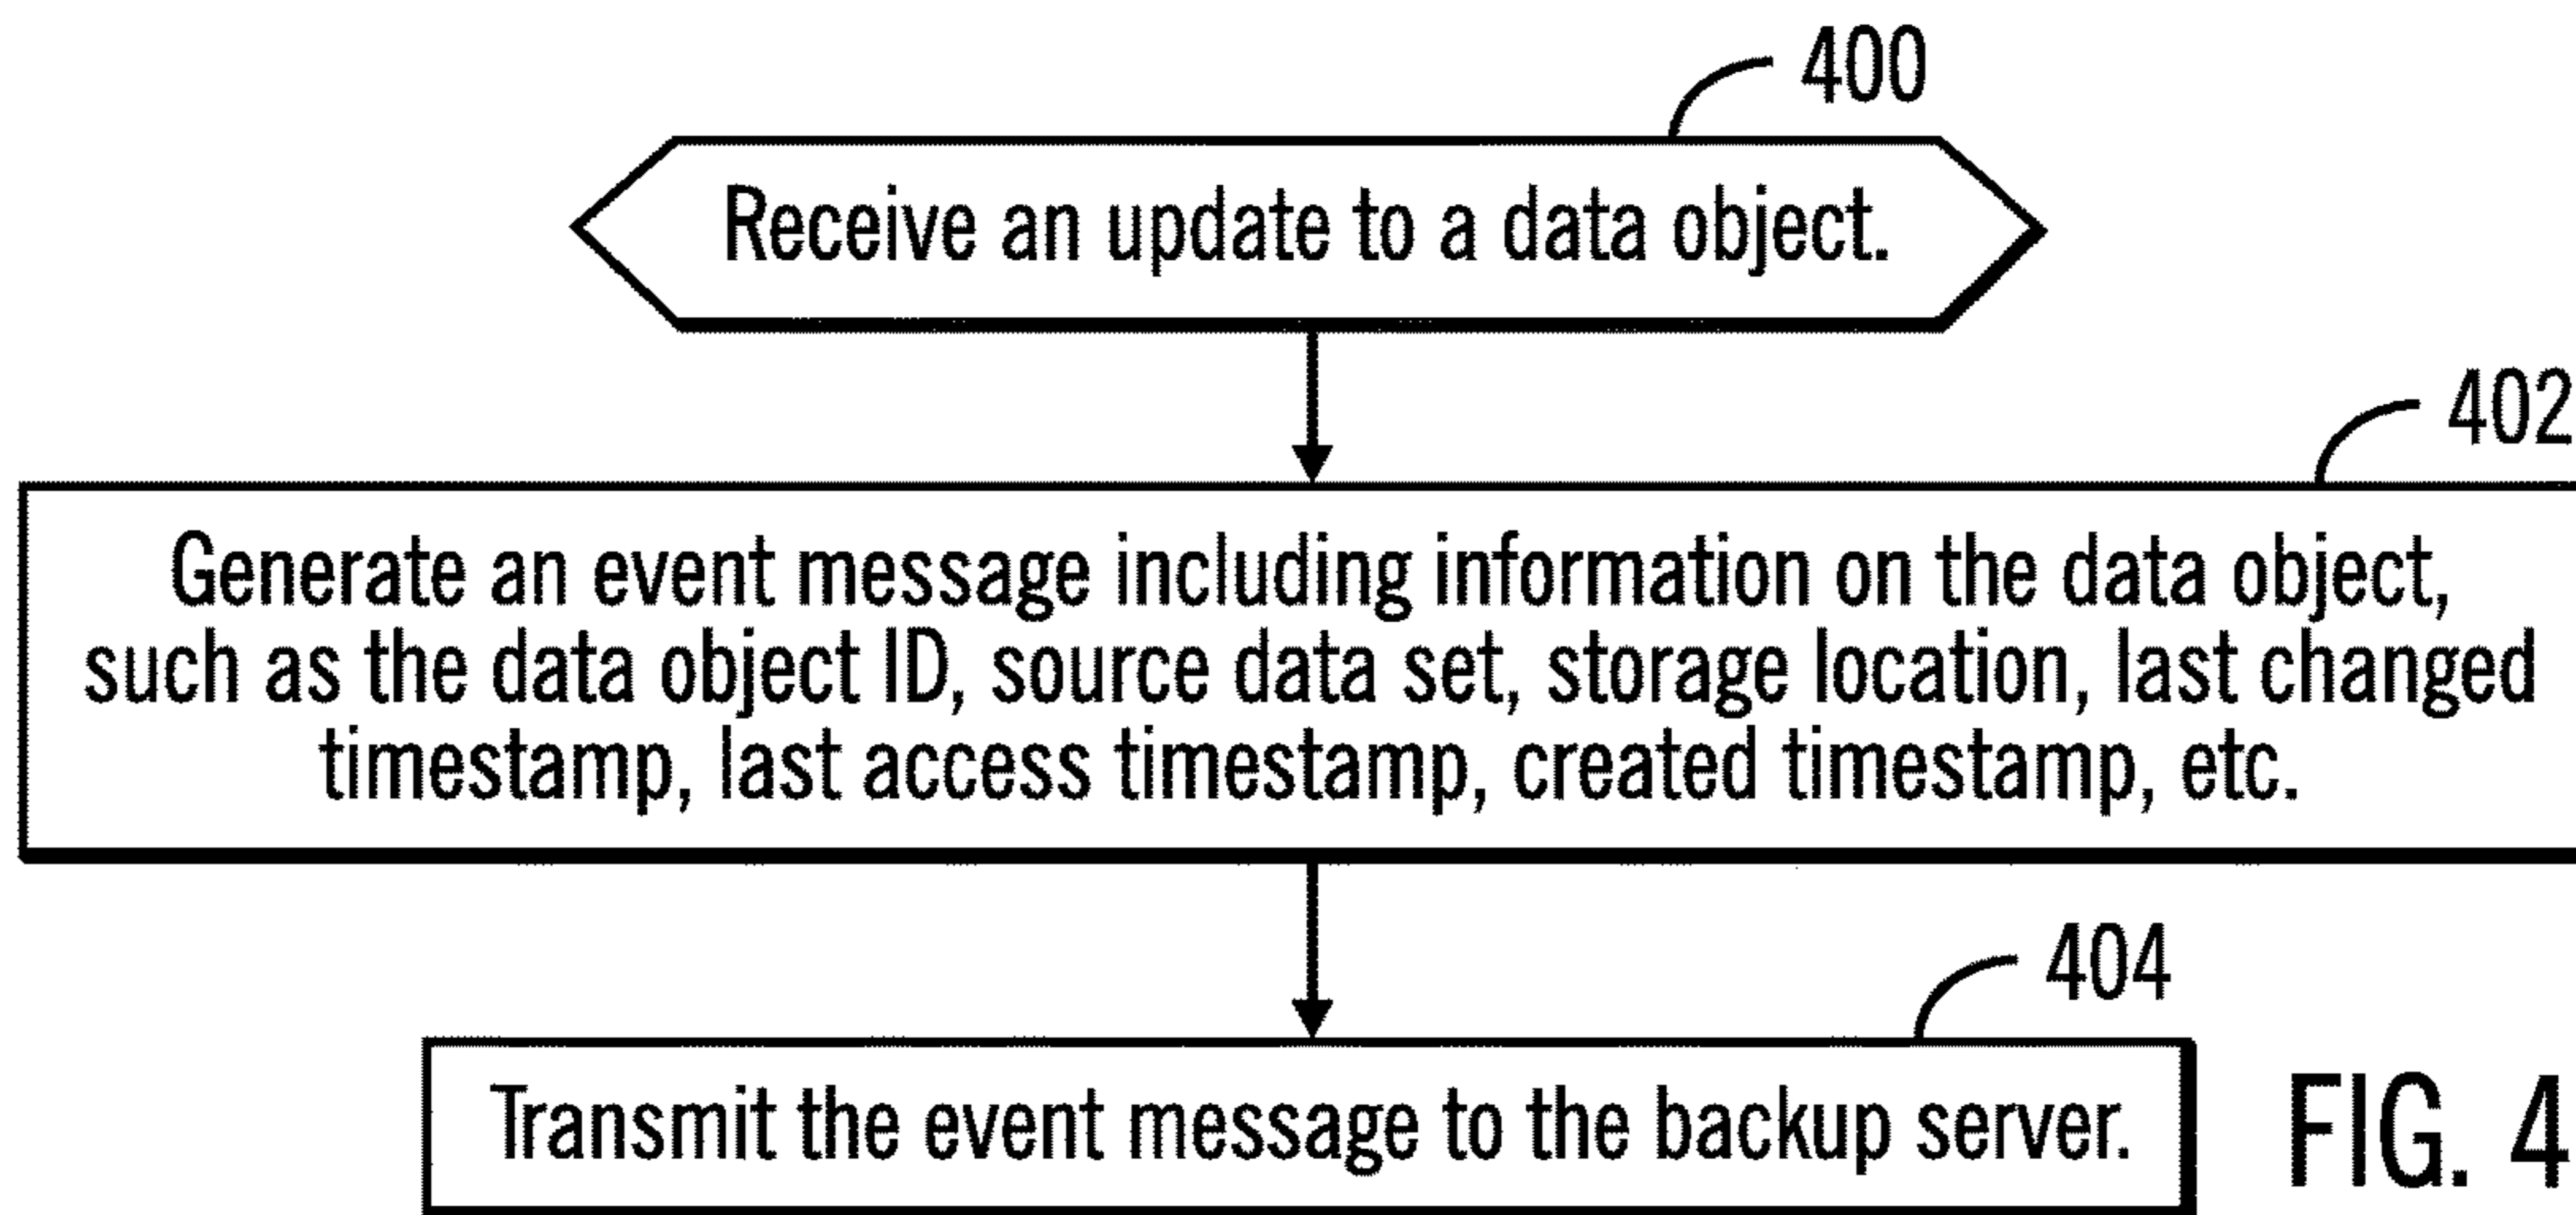 400
Receive an update to a data object.
402
Generate an event message including information on the data object,
such as the data object ID, source data set, storage location, last changed
timestamp, last access timestamp, created timestamp, etc.
404
Transmit the event message to the backup server.
FIG. 4